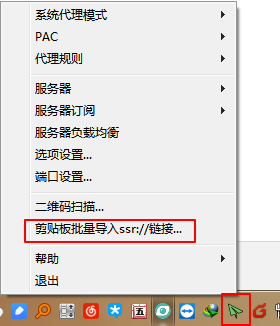 系统代理模式
PAC
代理规则
服务器
服务器订阅
服务器负载均衡
选项设置...
端口设置...
二维码扫描...
剪贴板批量导入ssr://链接...
帮助
退出
五